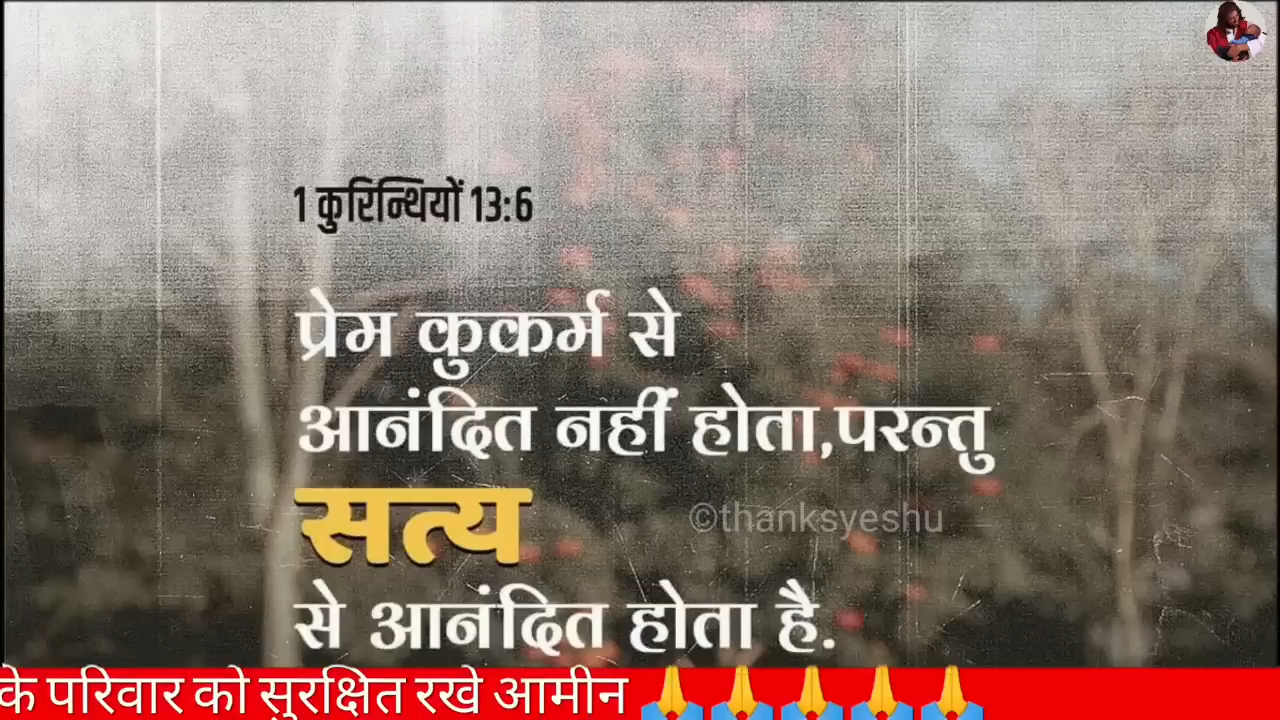 1 कुरिन्थियों 13:6
प्रेम कुकर्म से
आनंदित नहीं होता,परन्तु
सत्य
©thanksyeshu
से आनंदित होता है.
के परिवार को सुरक्षित रखे आमीन 🙏🙏🙏🙏🙏